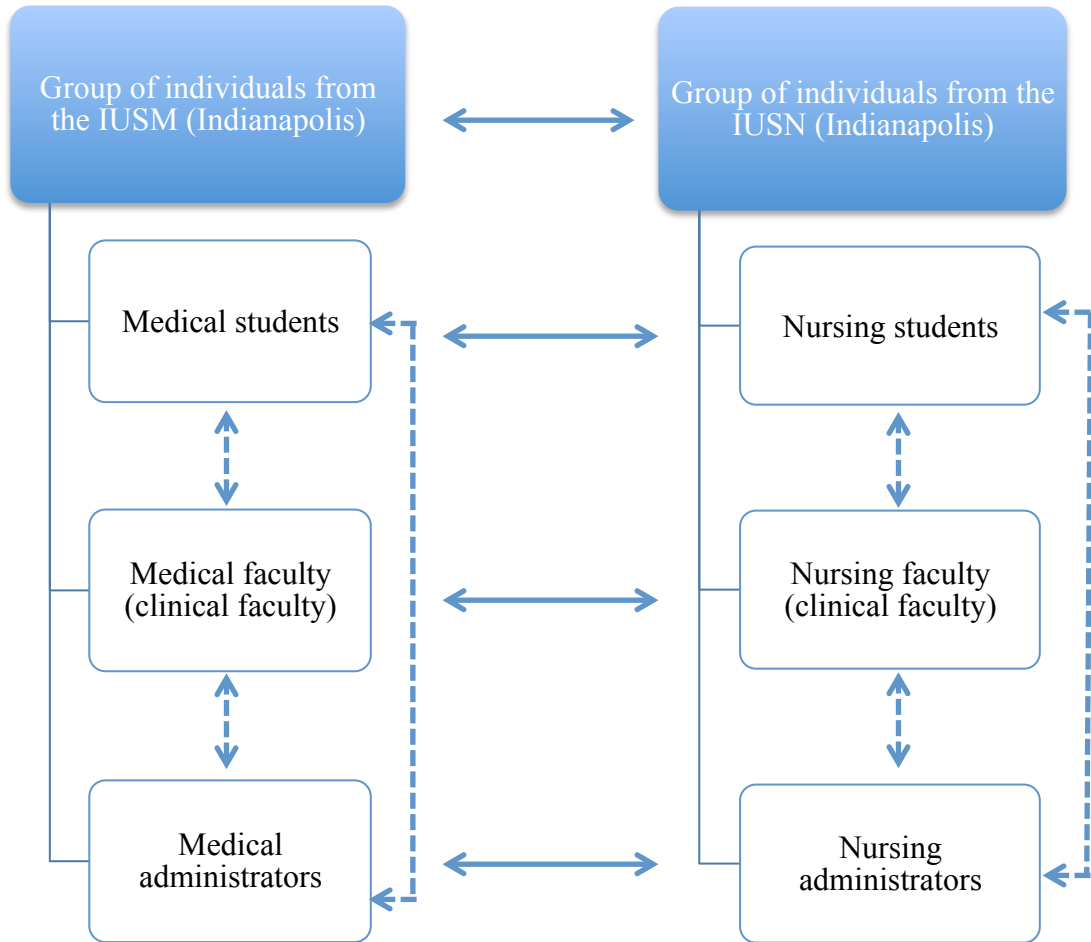 Group of individuals from
the IUSM (Indianapolis)
Group of individuals from the
IUSN (Indianapolis)
Medical students
Nursing students
Medical faculty
(clinical faculty)
Nursing faculty
(clinical faculty)
Medical
administrators
Nursing
administrators